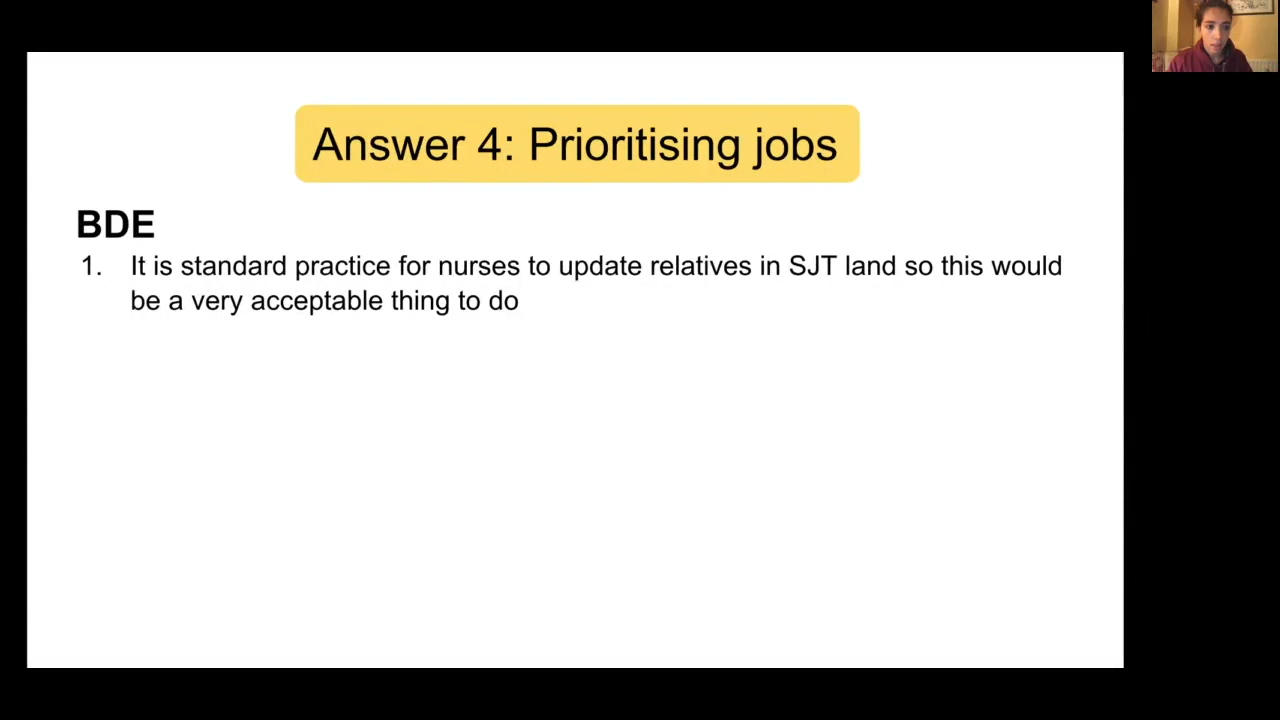 Answer 4: Prioritising jobs
BDE
1. It is standard practice for nurses to update relatives in SJT land so this would
be a very acceptable thing to do